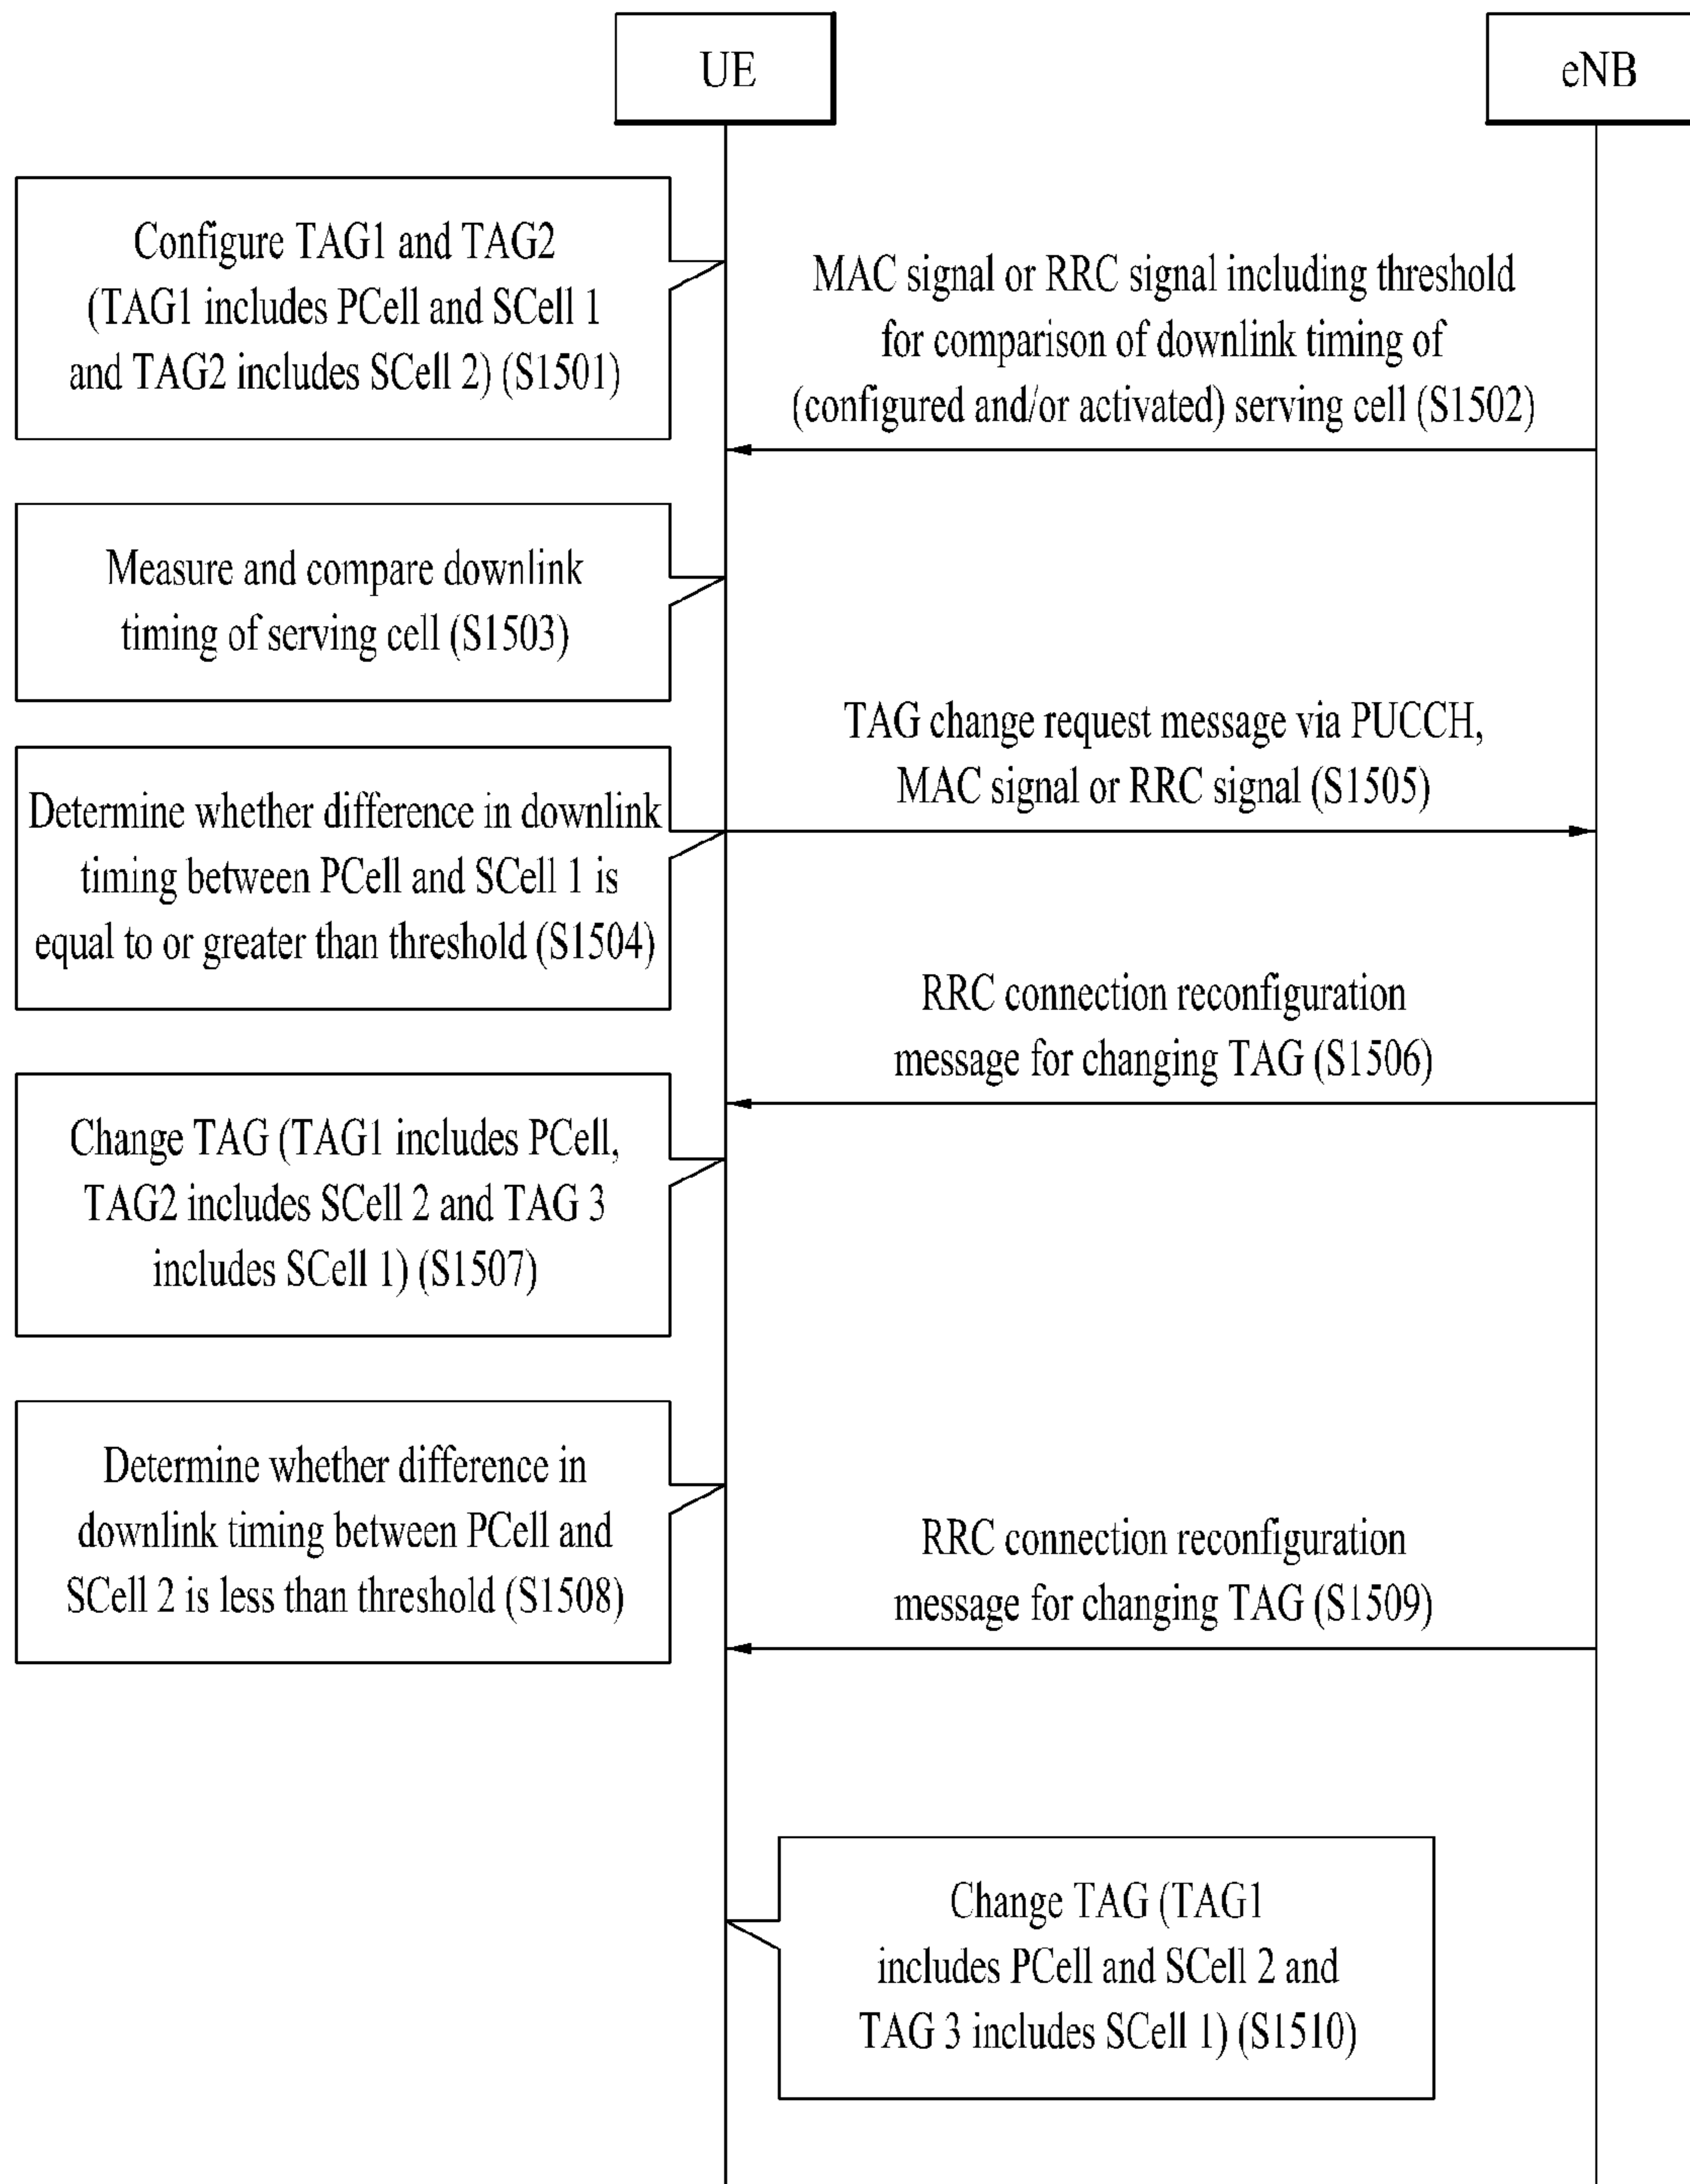 UE
eNB
Configure TAG1 and TAG2
(TAG1 includes PCell and SCell 1
and TAG2 includes SCell 2) (S1501)
MAC signal or RRC signal including threshold
for comparison of downlink timing of
(configured and/or activated) serving cell (S1502)
Measure and compare downlink
timing of serving cell (S1503)
Determine whether difference in downlink
timing between PCell and SCell 1 is
equal to or greater than threshold (S1504)
TAG change request message via PUCCH,
MAC signal or RRC signal (S1505)
RRC connection reconfiguration
message for changing TAG (S1506)
Change TAG (TAG1 includes PCell,
TAG2 includes SCell 2 and TAG 3
includes SCell 1) (S1507)
Determine whether difference in
downlink timing between PCell and
SCell 2 is less than threshold (S1508)
RRC connection reconfiguration
message for changing TAG (S1509)
Change TAG (TAG1
includes PCell and SCell 2 and
TAG 3 includes SCell 1) (S1510)